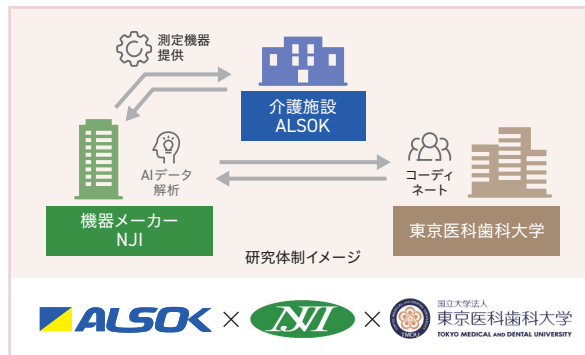 測定機器
提供
介護施設
ALSOK
AIデータ
解析
コーディ
ネート
機器メーカー
NJI
東京医科歯科大学
研究体制イメージ
ALSOK × NJI ×
国立大学法人
東京医科歯科大学
TOKYO MEDICAL AND DENTAL UNIVERSITY
TMDU